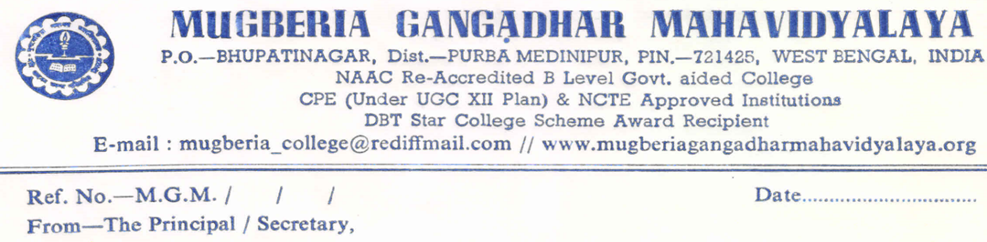 MUGBERIA GANGADHAR MAHAVIDYALAYA
P.O.—BHUPATINAGAR, Dist.—PURBA MEDINIPUR, PIN.—721425, WEST BENGAL, INDIA
NAAC Re-Accredited B Level Govt. aided College
CPE (Under UGC XII Plan) & NCTE Approved Institutions
DBT Star College Scheme Award Recipient
E-mail : mugberia_college@rediffmail.com // www.mugberiagangadharmahavidyalaya.org
Ref. No.—M.G.M. / / / Date................................
From—The Principal / Secretary,